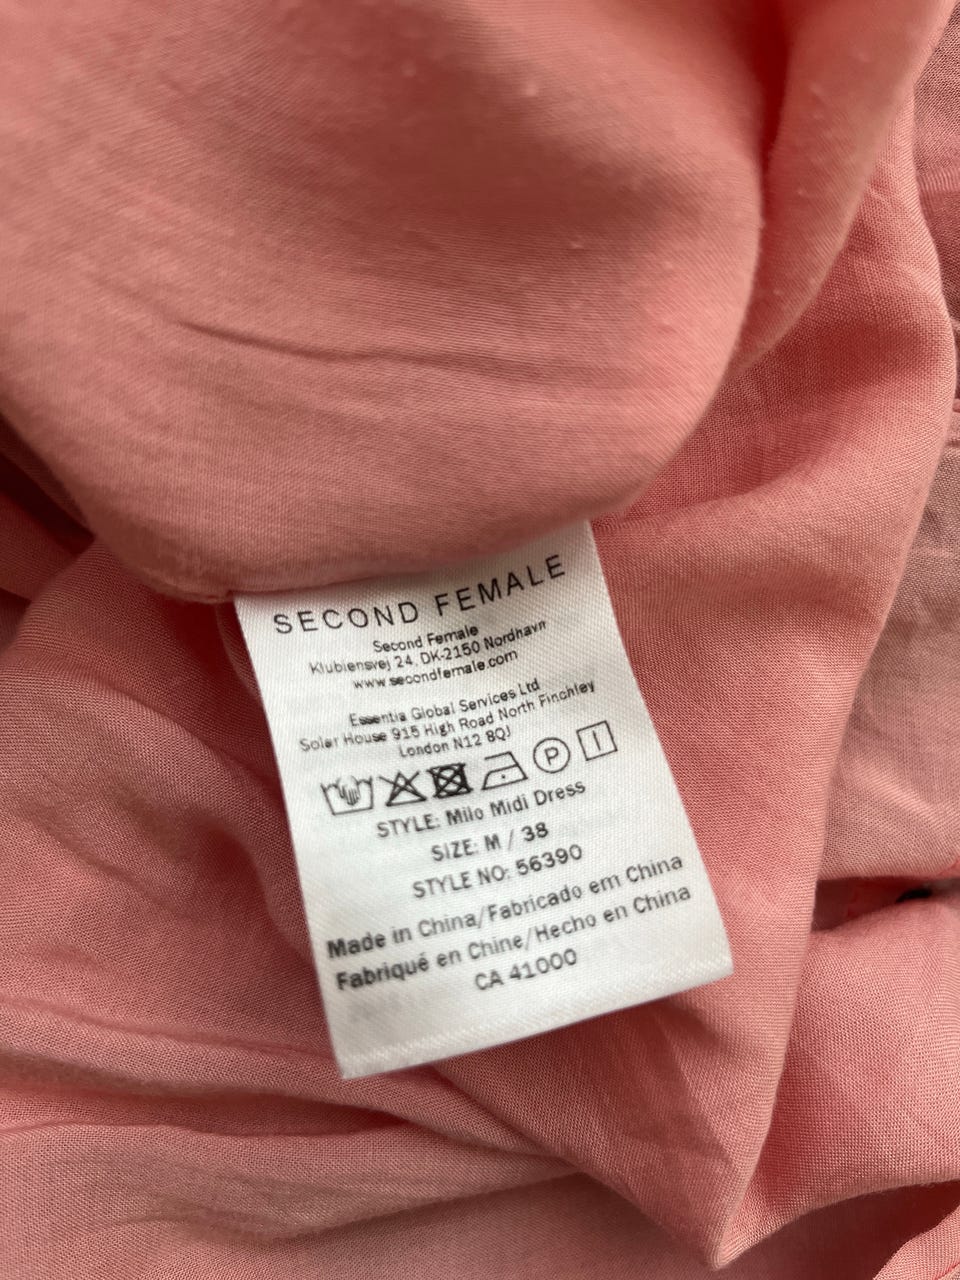 SECOND FEMALE
Second Female
Klubiensvej 24, DK-2150 Nordhavn
www.secondfemale.com
Essentia Global Services Ltd
Solar House 915 High Road North Finchley
London N12 8QJ
P
STYLE: Milo Midi Dress
SIZE: M / 38
STYLE NO: 56390
Made in China/Fabricado em China
Fabriqué en Chine/Hecho en China
CA 41000